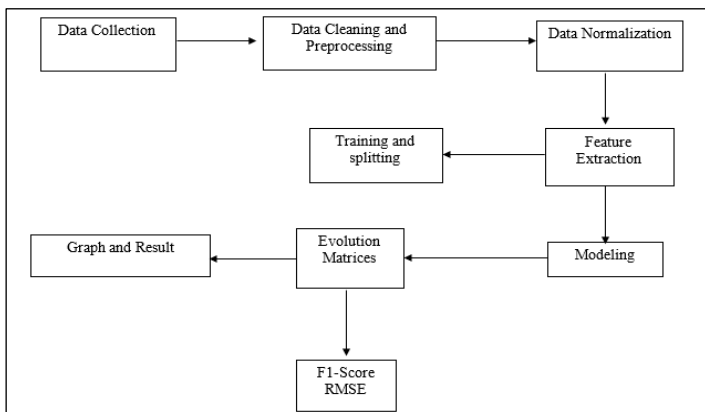 Data Collection
Data Cleaning and
Preprocessing
Data Normalization
Training and
splitting
Feature
Extraction
Graph and Result
Evolution
Matrices
Modeling
F1-Score
RMSE